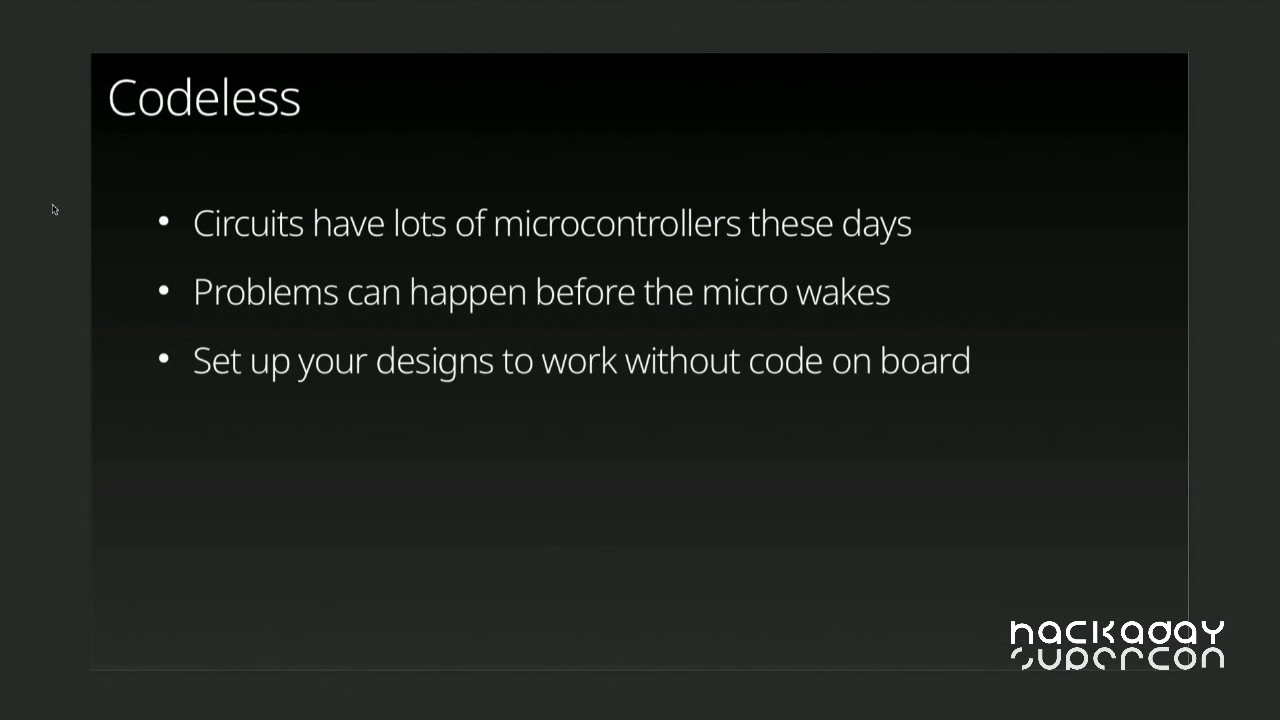 Codeless
• Circuits have lots of microcontrollers these days
• Problems can happen before the micro wakes
• Set up your designs to work without code on board
hackaday
supercon